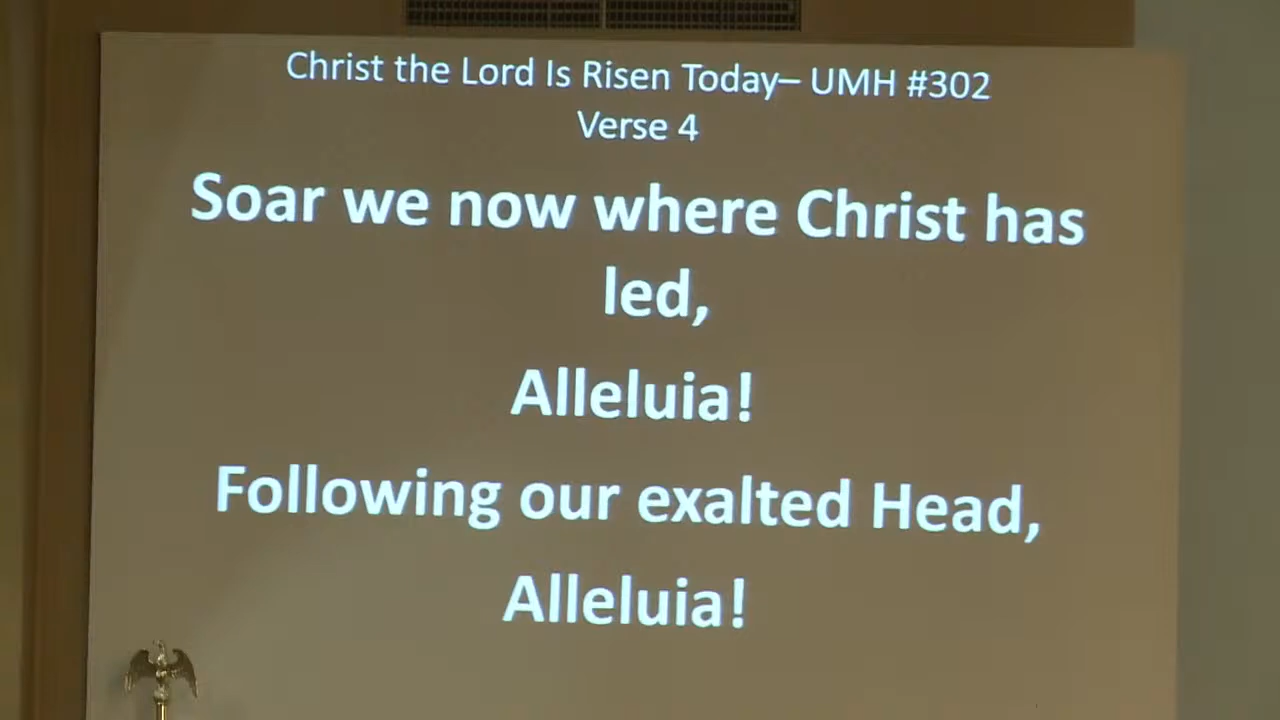 Christ the Lord Is Risen Today– UMH #302
Verse 4
Soar we now where Christ has
led,
Alleluia!
Following our exalted Head,
Alleluia!